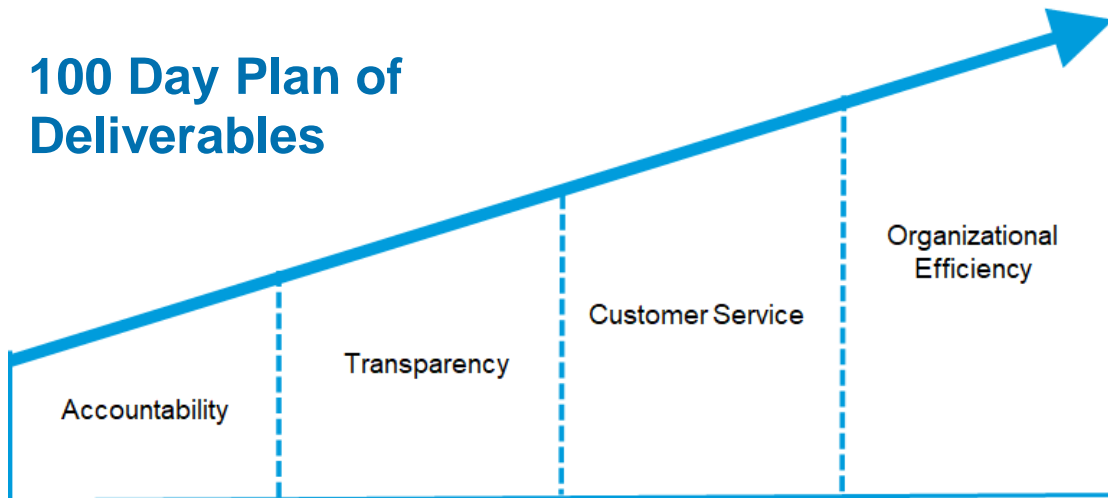 100 Day Plan of
Deliverables
Accountability
Transparency
Customer Service
Organizational
Efficiency